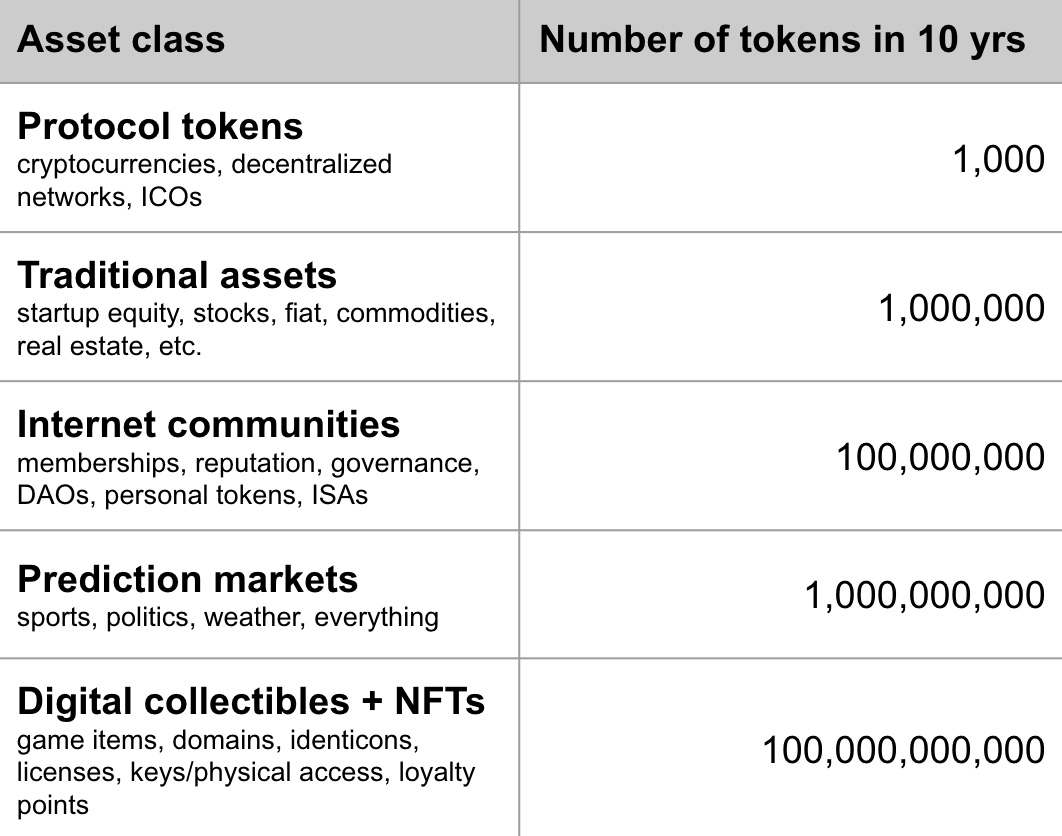 Asset class
Number of tokens in 10 yrs
Protocol tokens
cryptocurrencies, decentralized
networks, ICOs
1,000
Traditional assets
startup equity, stocks, fiat, commodities,
real estate, etc.
1,000,000
Internet communities
memberships, reputation, governance,
DAOs, personal tokens, ISAs
100,000,000
Prediction markets
sports, politics, weather, everything
1,000,000,000
Digital collectibles + NFTs
game items, domains, identicons,
licenses, keys/physical access, loyalty
points
100,000,000,000